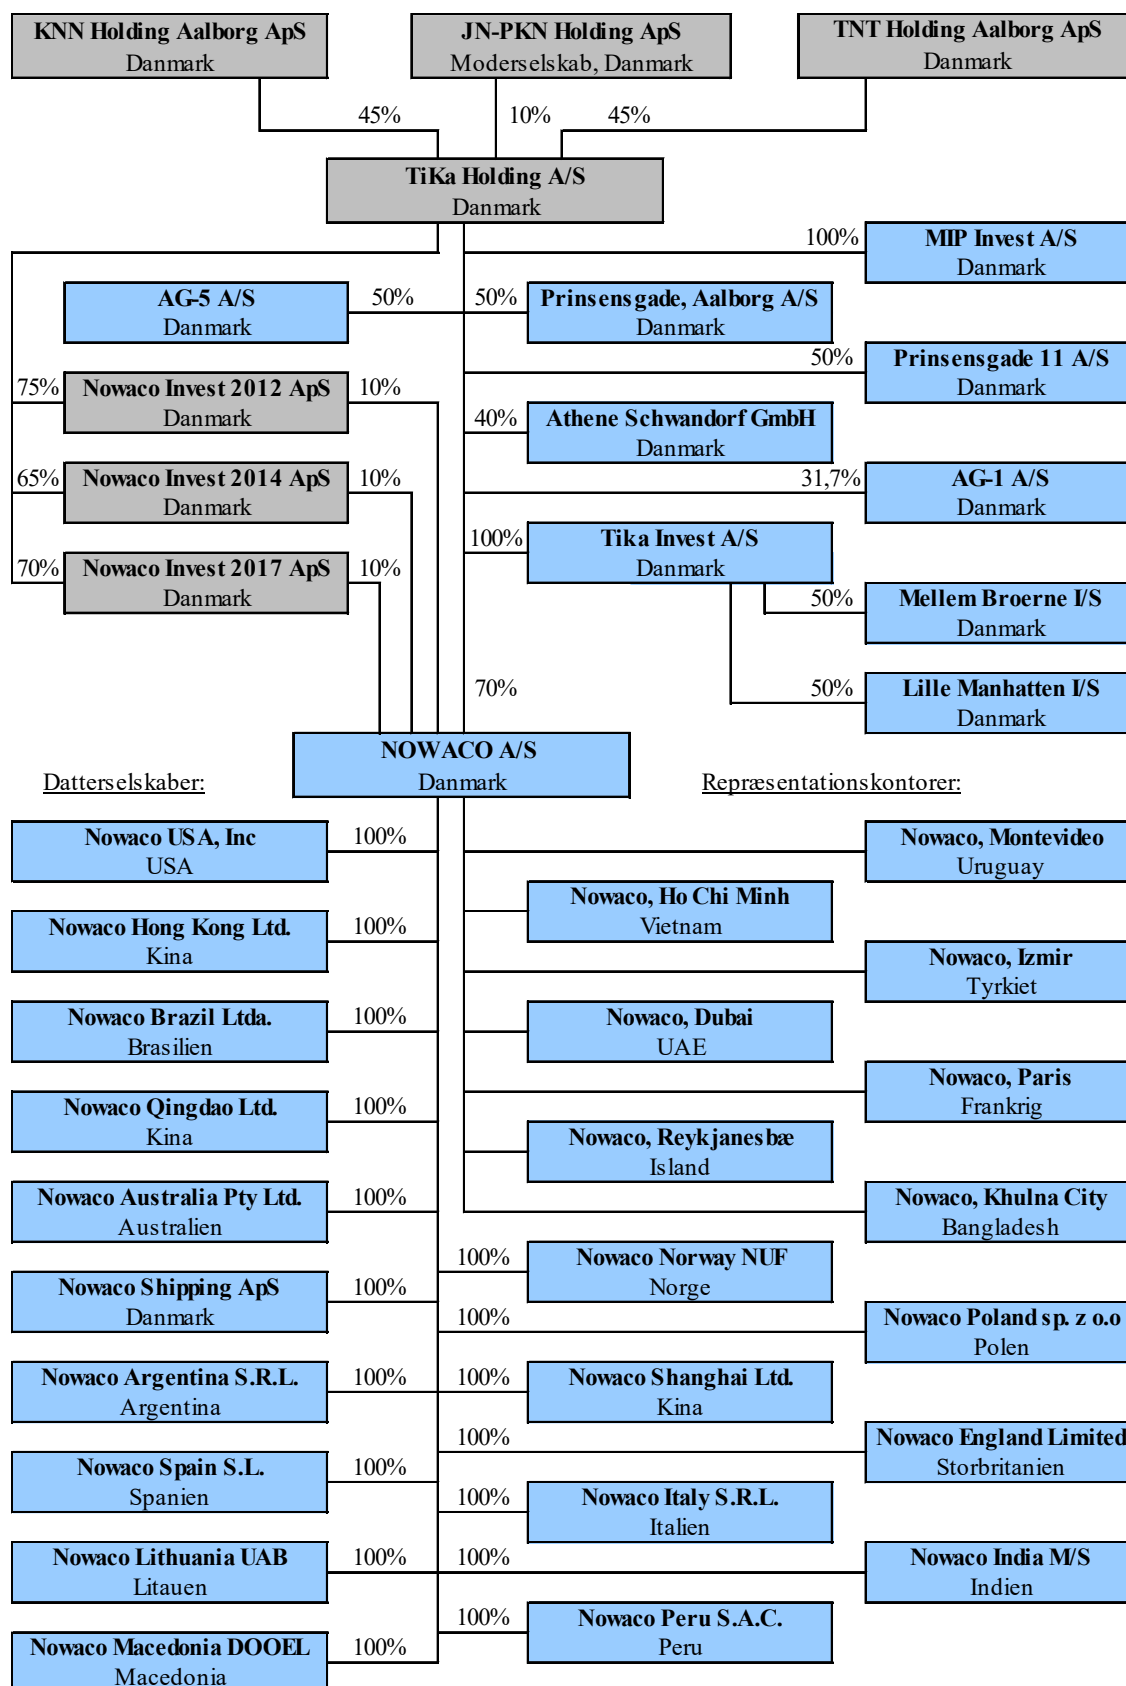 KNN Holding Aalborg ApS
Danmark
JN-PKN Holding ApS
Moderselskab, Danmark
TNT Holding Aalborg ApS
Danmark
45%
10%
45%
TiKa Holding A/S
Danmark
100%
MIP Invest A/S
Danmark
AG-5 A/S
Danmark
50%
50%
Prinsensgade, Aalborg A/S
Danmark
50%
Prinsensgade 11 A/S
Danmark
75%
Nowaco Invest 2012 ApS
Danmark
10%
40%
Athene Schwandorf GmbH
Danmark
65%
Nowaco Invest 2014 ApS
Danmark
10%
31,7%
AG-1 A/S
Danmark
100%
Tika Invest A/S
Danmark
70%
Nowaco Invest 2017 ApS
Danmark
10%
50%
Mellem Broerne I/S
Danmark
70%
50%
Lille Manhatten I/S
Danmark
NOWACO A/S
Danmark
Datterselskaber:
Repræsentationskontorer:
Nowaco USA, Inc
USA
100%
Nowaco, Montevideo
Uruguay
Nowaco, Ho Chi Minh
Vietnam
Nowaco Hong Kong Ltd.
Kina
100%
Nowaco, Izmir
Tyrkiet
Nowaco Brazil Ltda.
Brasilien
100%
Nowaco, Dubai
UAE
Nowaco, Paris
Frankrig
Nowaco Qingdao Ltd.
Kina
100%
Nowaco, Reykjanesbæ
Island
Nowaco Australia Pty Ltd.
Australien
100%
Nowaco, Khulna City
Bangladesh
100%
Nowaco Norway NUF
Norge
Nowaco Shipping ApS
Danmark
100%
100%
Nowaco Poland sp. z o.o
Polen
Nowaco Argentina S.R.L.
Argentina
100%
100%
Nowaco Shanghai Ltd.
Kina
100%
Nowaco England Limited
Storbritanien
Nowaco Spain S.L.
Spanien
100%
100%
Nowaco Italy S.R.L.
Italien
Nowaco Lithuania UAB
Litauen
100%
100%
Nowaco India M/S
Indien
100%
Nowaco Peru S.A.C.
Peru
Nowaco Macedonia DOOEL
Macedonia
100%